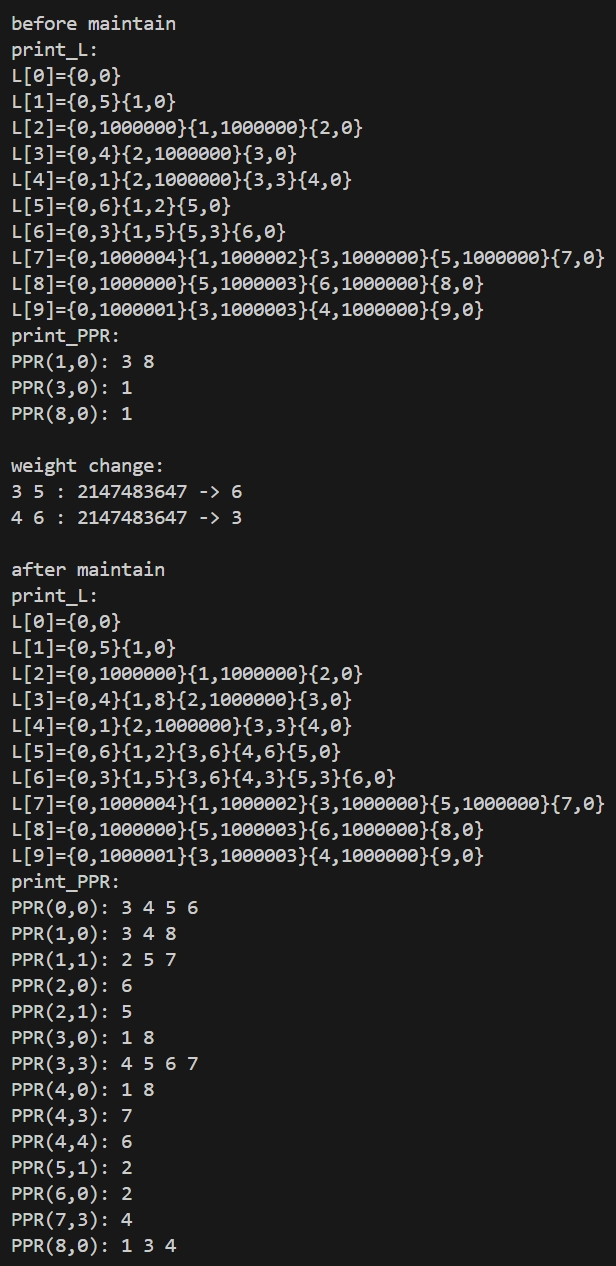 before maintain
print_L:
L[0]={0,0}
L[1]={0,5}{1,0}
L[2]={0,1000000}{1,1000000}{2,0}
L[3]={0,4}{2,1000000}{3,0}
L[4]={0,1}{2,1000000}{3,3}{4,0}
L[5]={0,6}{1,2}{5,0}
L[6]={0,3}{1,5}{5,3}{6,0}
L[7]={0,1000004}{1,1000002}{3,1000000}{5,1000000}{7,0}
L[8]={0,1000000}{5,1000003}{6,1000000}{8,0}
L[9]={0,1000001}{3,1000003}{4,1000000}{9,0}
print_PPR:
PPR(1,0): 3 8
PPR(3,0): 1
PPR(8,0): 1
weight change:
3 5 : 2147483647 -> 6
4 6 : 2147483647 -> 3
after maintain
print_L:
L[0]={0,0}
L[1]={0,5}{1,0}
L[2]={0,1000000}{1,1000000}{2,0}
L[3]={0,4}{1,8}{2,1000000}{3,0}
L[4]={0,1}{2,1000000}{3,3}{4,0}
L[5]={0,6}{1,2}{3,6}{4,6}{5,0}
L[6]={0,3}{1,5}{3,6}{4,3}{5,3}{6,0}
L[7]={0,1000004}{1,1000002}{3,1000000}{5,1000000}{7,0}
L[8]={0,1000000}{5,1000003}{6,1000000}{8,0}
L[9]={0,1000001}{3,1000003}{4,1000000}{9,0}
print_PPR:
PPR(0,0): 3 4 5 6
PPR(1,0): 3 4 8
PPR(1,1): 2 5 7
PPR(2,0): 6
PPR(2,1): 5
PPR(3,0): 1 8
PPR(3,3): 4 5 6 7
PPR(4,0): 1 8
PPR(4,3): 7
PPR(4,4): 6
PPR(5,1): 2
PPR(6,0): 2
PPR(7,3): 4
PPR(8,0): 1 3 4